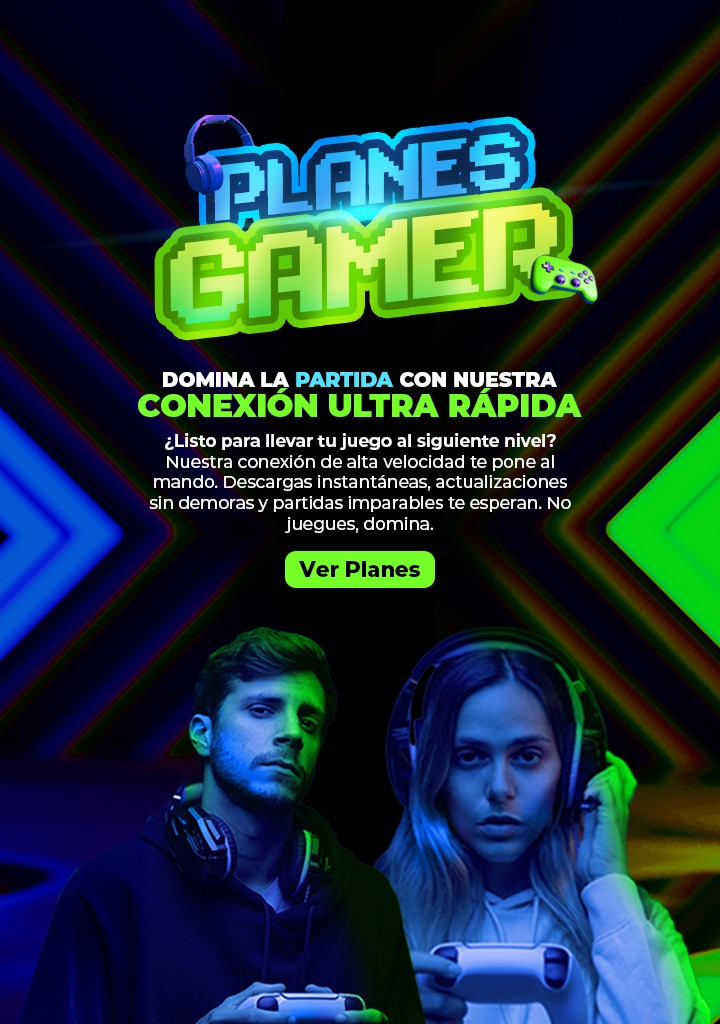 PLANES
GAMER
DOMINA LA PARTIDA CON NUESTRA
CONEXIÓN ULTRA RÁPIDA
¿Listo para llevar tu juego al siguiente nivel?
Nuestra conexión de alta velocidad te pone al
mando. Descargas instantáneas, actualizaciones
sin demoras y partidas imparables te esperan. No
juegues, domina.
Ver Planes